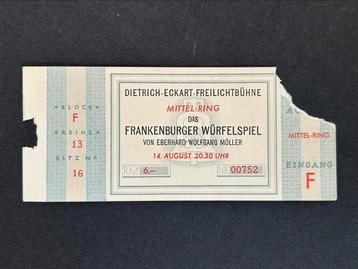 BLOCK
F
REIHE
13
SITZ NR.
16
DIETRICH-ECKART-FREILICHTBÜHNE
MITTEL-RING
DAS
FRANKENBURGER WÜRFELSPIEL
VON EBERHARD WOLFGANG MÖLLER
14. AUGUST 20.30 UHR
RM 6.—
NR 00752
MITTEL-RING
EINGANG
F